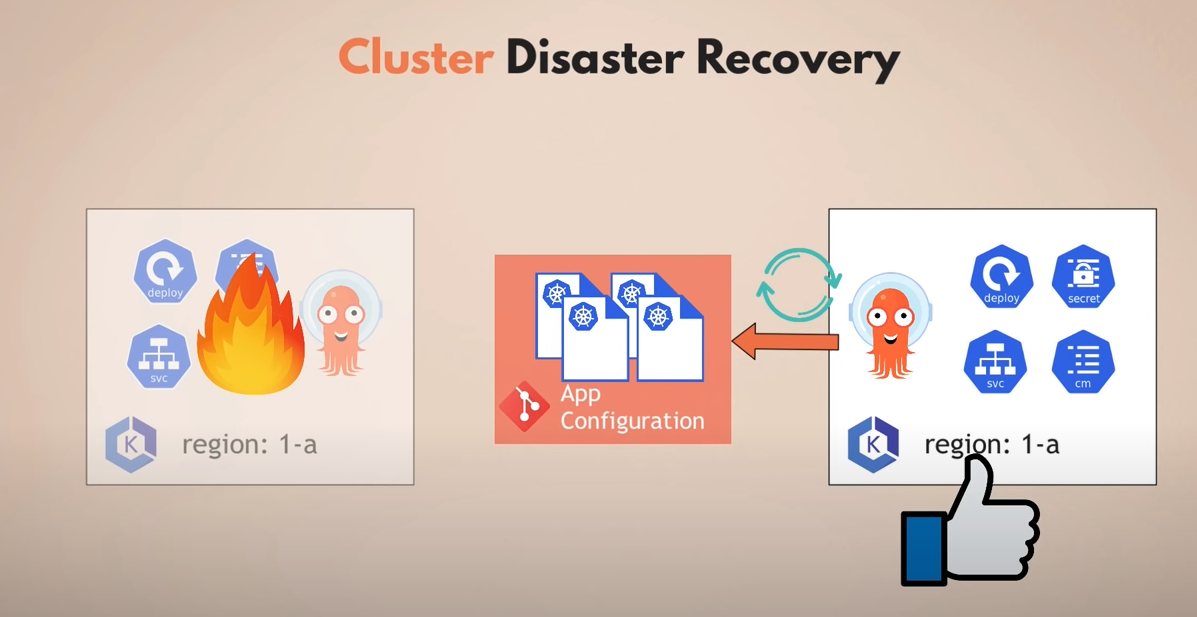 Cluster Disaster Recovery
deploy
svc
K
region: 1-a
App
Configuration
deploy
secret
svc
cm
K
region: 1-a